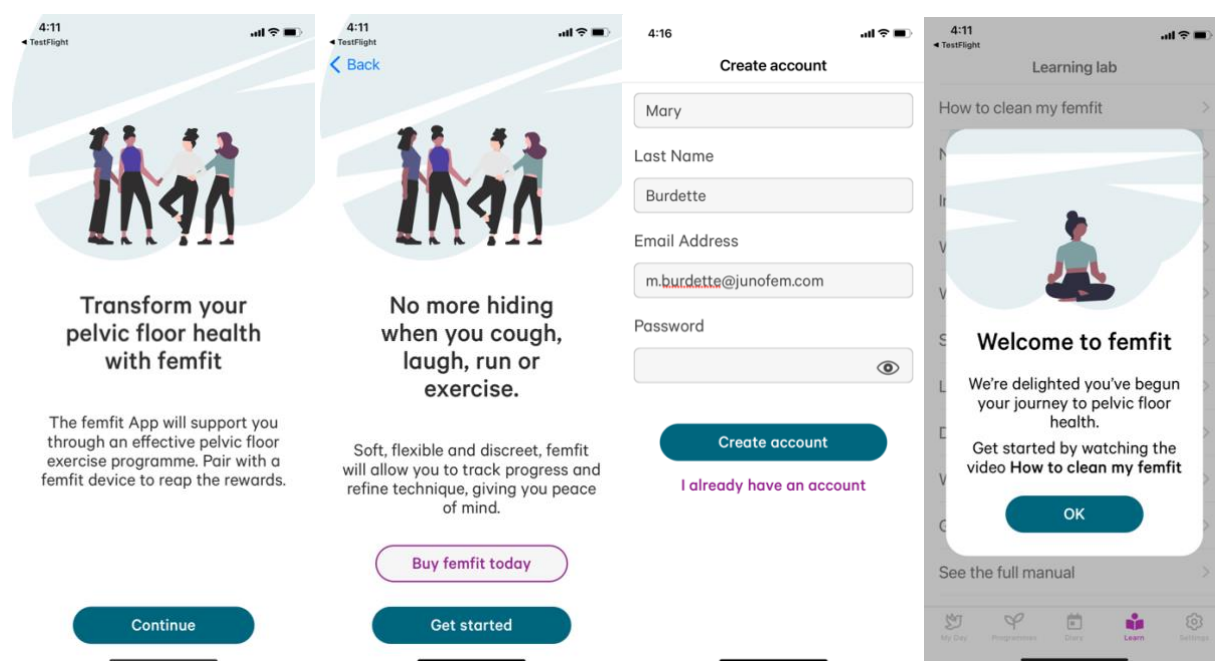 4:11
◀ TestFlight
Transform your
pelvic floor health
with femfit
The femfit App will support you
through an effective pelvic floor
exercise programme. Pair with a
femfit device to reap the rewards.
Continue
4:11
◀ TestFlight
Back
No more hiding
when you cough,
laugh, run or
exercise.
Soft, flexible and discreet, femfit
will allow you to track progress and
refine technique, giving you peace
of mind.
Buy femfit today
Get started
4:16
Create account
Mary
Last Name
Burdette
Email Address
m.burdette@junofem.com
Password
Create account
I already have an account
4:11
◀ TestFlight
Learning lab
How to clean my femfit
Welcome to femfit
We're delighted you've begun
your journey to pelvic floor
health.
Get started by watching the
video How to clean my femfit
OK
See the full manual
My Day
Programmes
Diary
Learn
Settings